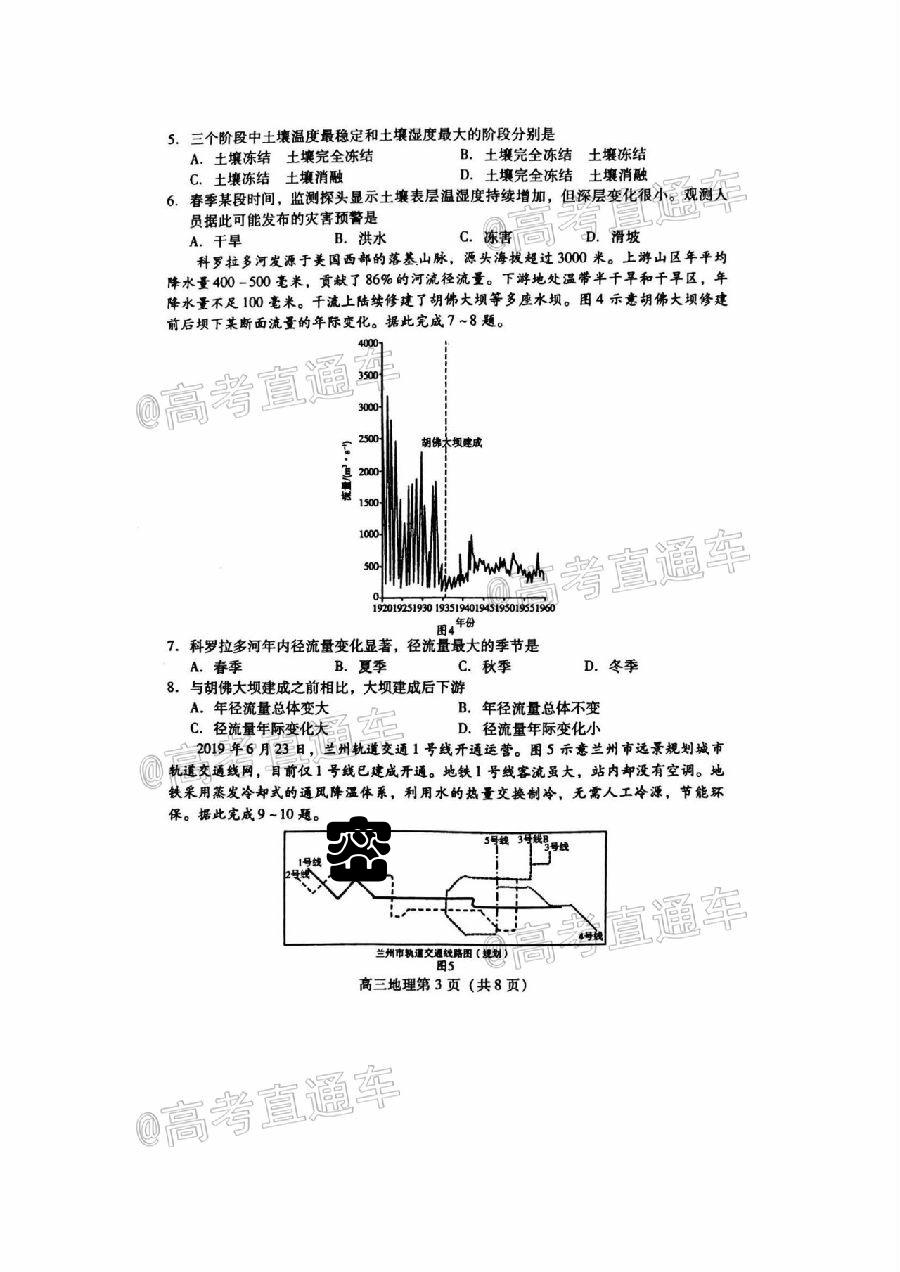 5. 三个阶段中土壤温度最稳定和土壤湿度最大的阶段分别是
A. 土壤冻结 土壤完全冻结 B. 土壤完全冻结 土壤冻结
C. 土壤冻结 土壤消融 D. 土壤完全冻结 土壤消融
6. 春季某段时间，监测探头显示土壤表层温湿度持续增加，但深层变化很小。观测人
员据此可能发布的灾害预警是
A. 干旱 B. 洪水 C. 冻害 D. 滑坡
科罗拉多河发源于美国西部的落基山脉，源头海拔超过3000米。上游山区年平均
降水量400-500毫米，贡献了86%的河流径流量。下游地处温带半干旱和干旱区，年
降水量不足100毫米。干流上陆续修建了胡佛大坝等多座水坝。图4示意胡佛大坝修建
前后坝下某断面流量的年际变化。据此完成7~8题。
@高考直通车
@高考直通车
4000
3500
3000
2500
2000
1500
1000
500
0
流量/(m³·s⁻¹)
胡佛大坝建成
@高考直通车
1920 1925 1930 1935 1940 1945 1950 1955 1960
年份
图4
7. 科罗拉多河年内径流量变化显著，径流量最大的季节是
A. 春季 B. 夏季 C. 秋季 D. 冬季
8. 与胡佛大坝建成之前相比，大坝建成后下游
A. 年径流量总体变大 B. 年径流量总体不变
C. 径流量年际变化大 D. 径流量年际变化小
@高考直通车
2019年6月23日，兰州轨道交通1号线开通运营。图5示意兰州市远景规划城市
轨道交通线网，目前仅1号线已建成开通。地铁1号线客流虽大，站内却没有空调。地
铁采用蒸发冷却式的通风降温体系，利用水的热量交换制冷，无需人工冷源，节能环
保。据此完成9~10题。
密
5号线 3号线B
3号线
1号线
2号线
4号线
@高考直通车
兰州市轨道交通线路图（规划）
图5
高三地理第3页（共8页）
@高考直通车